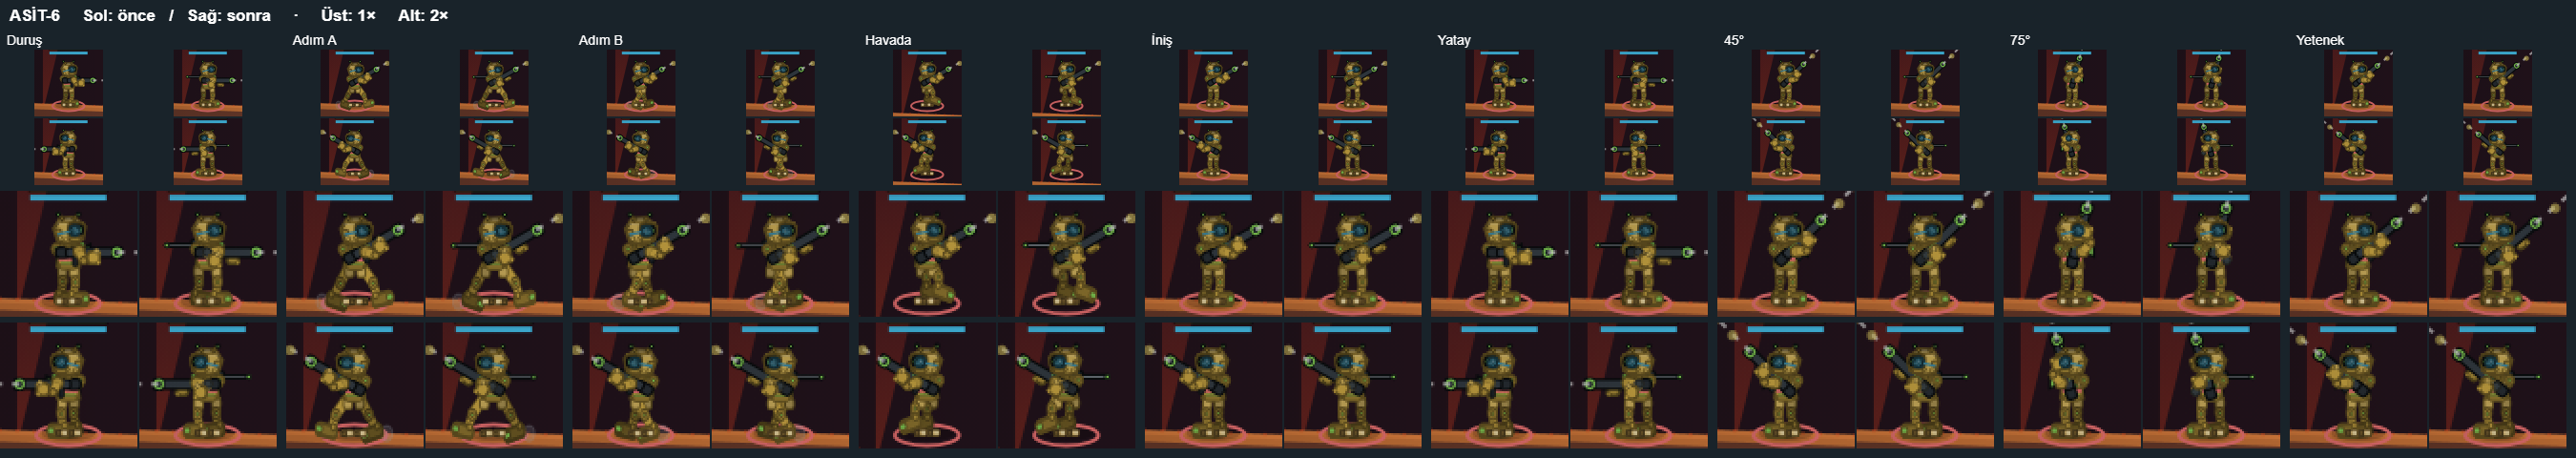 ASİT-6 Sol: önce / Sağ: sonra · Üst: 1× Alt: 2×
Duruş Adım A Adım B Havada İniş Yatay 45° 75° Yetenek